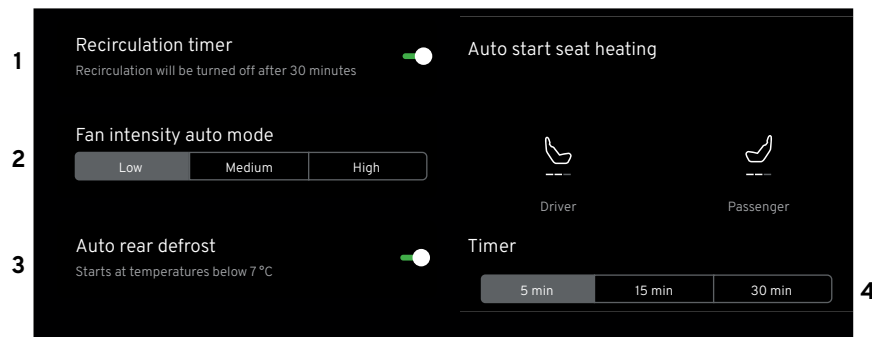 1
Recirculation timer
Recirculation will be turned off after 30 minutes
2
Fan intensity auto mode
Low Medium High
3
Auto rear defrost
Starts at temperatures below 7 °C
Auto start seat heating
Driver Passenger
Timer
5 min 15 min 30 min
4